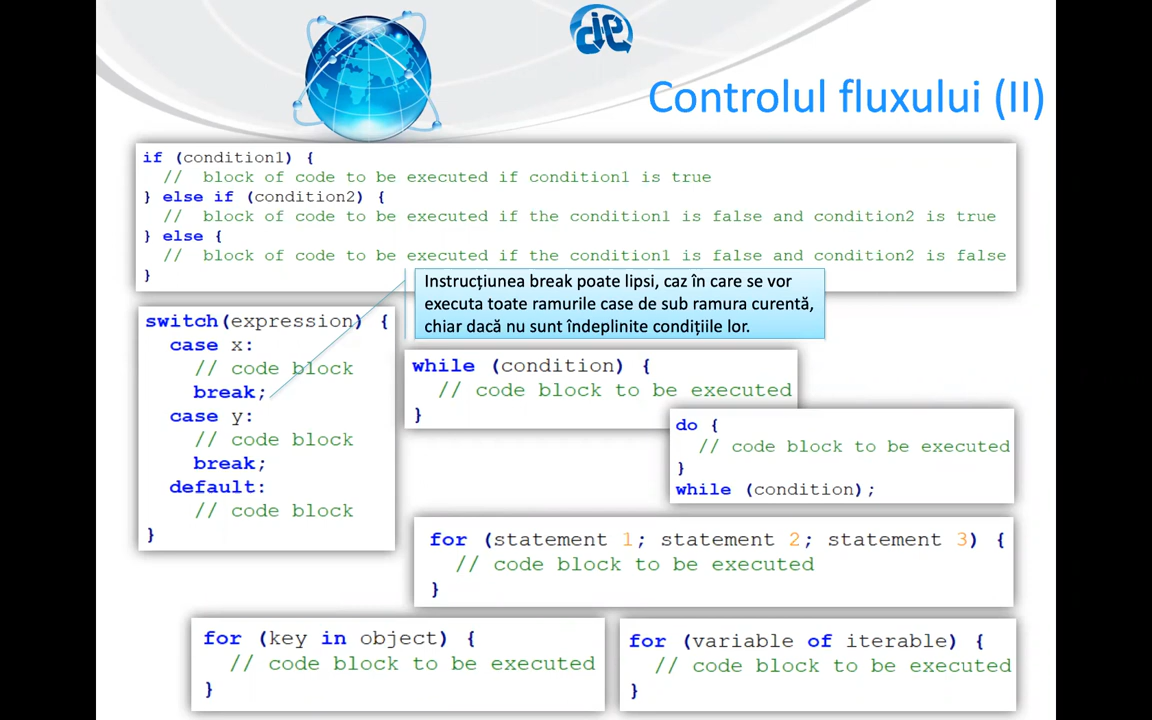 Controlul fluxului (II)
if (condition1) {
// block of code to be executed if condition1 is true
} else if (condition2) {
// block of code to be executed if the condition1 is false and condition2 is true
} else {
// block of code to be executed if the condition1 is false and condition2 is false
}
Instrucțiunea break poate lipsi, caz în care se vor
executa toate ramurile case de sub ramura curentă,
chiar dacă nu sunt îndeplinite condițiile lor.
switch(expression) {
case x:
// code block
break;
case y:
// code block
break;
default:
// code block
}
while (condition) {
// code block to be executed
}
do {
// code block to be executed
}
while (condition);
for (statement 1; statement 2; statement 3) {
// code block to be executed
}
for (key in object) {
// code block to be executed
}
for (variable of iterable) {
// code block to be executed
}